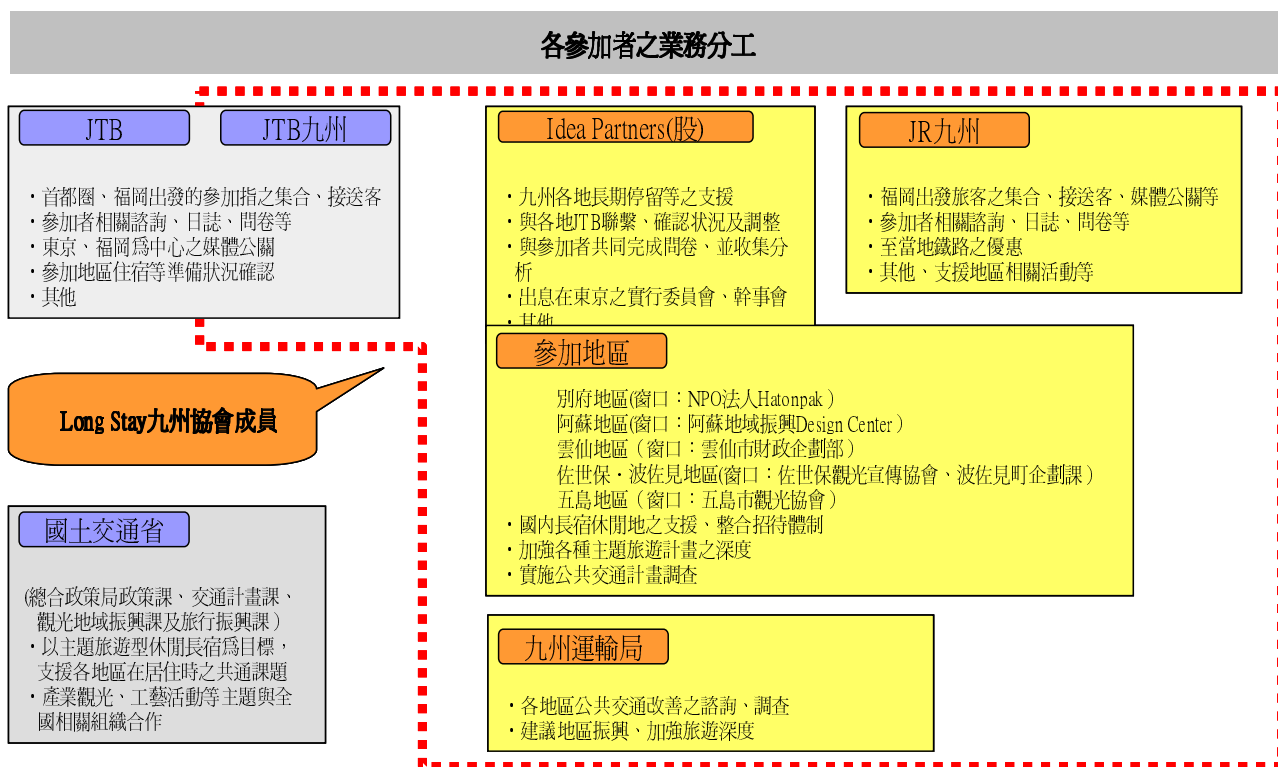 各參加者之業務分工
JTB
JTB九州
・首都圈、福岡出發的參加指之集合、接送客
・參加者相關諮詢、日誌、問卷等
・東京、福岡爲中心之媒體公關
・參加地區住宿等準備狀況確認
・其他
Idea Partners(股)
・九州各地長期停留等之支援
・與各地JTB聯繫、確認狀況及調整
・與參加者共同完成問卷、並收集分
析
・出息在東京之實行委員會、幹事會
・其他
JR九州
・福岡出發旅客之集合、接送客、媒體公關等
・參加者相關諮詢、日誌、問卷等
・至當地鐵路之優惠
・其他、支援地區相關活動等
參加地區
別府地區(窗口：NPO法人Hatonpak）
阿蘇地區(窗口：阿蘇地域振興Design Center）
雲仙地區（窗口：雲仙市財政企劃部）
佐世保・波佐見地區(窗口：佐世保觀光宣傳協會、波佐見町企劃課）
五島地區（窗口：五島市觀光協會）
・國內長宿休閒地之支援、整合招待體制
・加強各種主題旅遊計畫之深度
・實施公共交通計畫調查
Long Stay九州協會成員
國土交通省
(總合政策局政策課、交通計畫課、
觀光地域振興課及旅行振興課）
・以主題旅遊型休閒長宿爲目標，
支援各地區在居住時之共通課題
・產業觀光、工藝活動等主題與全
國相關組織合作
九州運輸局
・各地區公共交通改善之諮詢、調查
・建議地區振興、加強旅遊深度